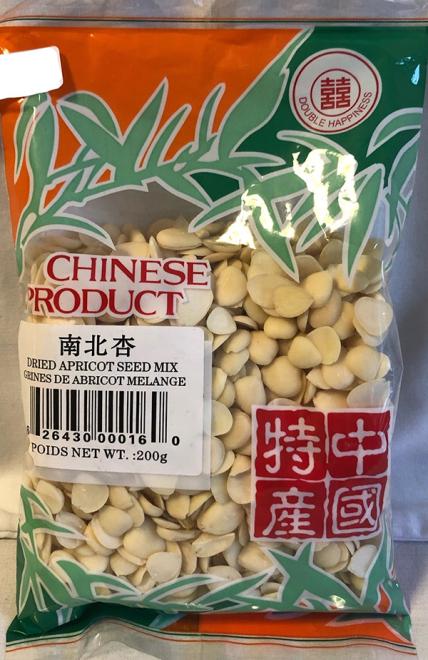 囍
DOUBLE HAPPINESS
CHINESE
PRODUCT
南北杏
DRIED APRICOT SEED MIX
GRINES DE ABRICOT MELANGE
6 26430 00016 0
POIDS NET WT. :200g
中國
特產